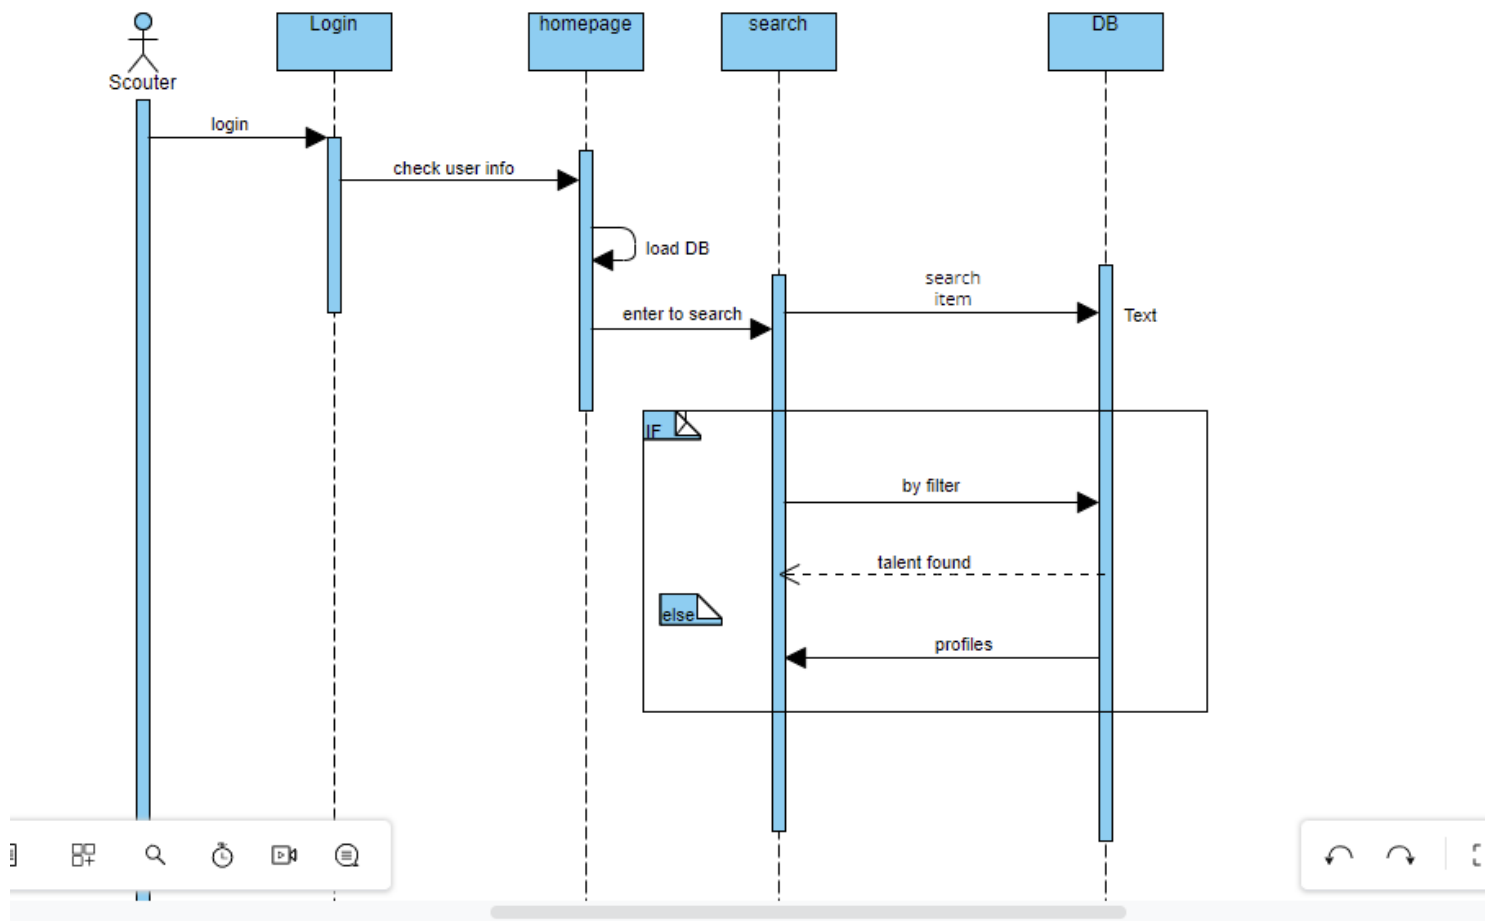 Login
homepage
search
DB
Scouter
login
check user info
load DB
search
item
enter to search
Text
IF
by filter
talent found
else
profiles